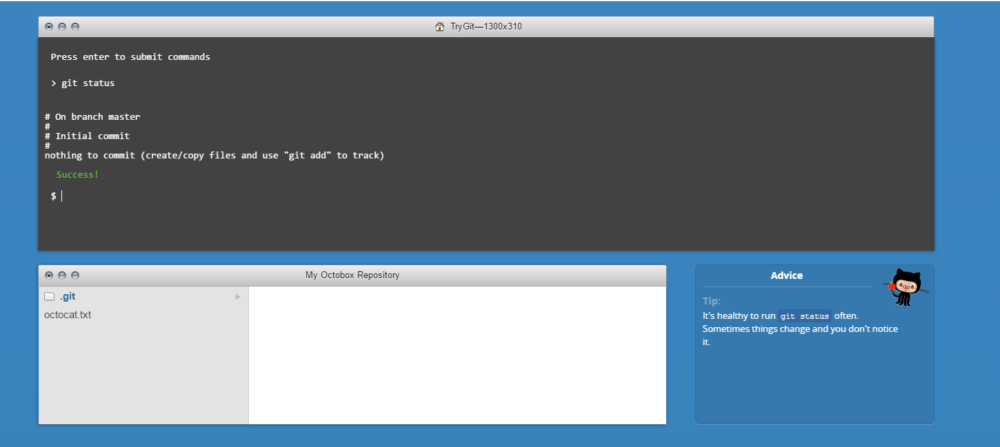 TryGit—1300x310
Press enter to submit commands
> git status
# On branch master
#
# Initial commit
#
nothing to commit (create/copy files and use "git add" to track)
Success!
$
My Octobox Repository
.git
octocat.txt
Advice
Tip:
It's healthy to run git status often.
Sometimes things change and you don't notice
it.